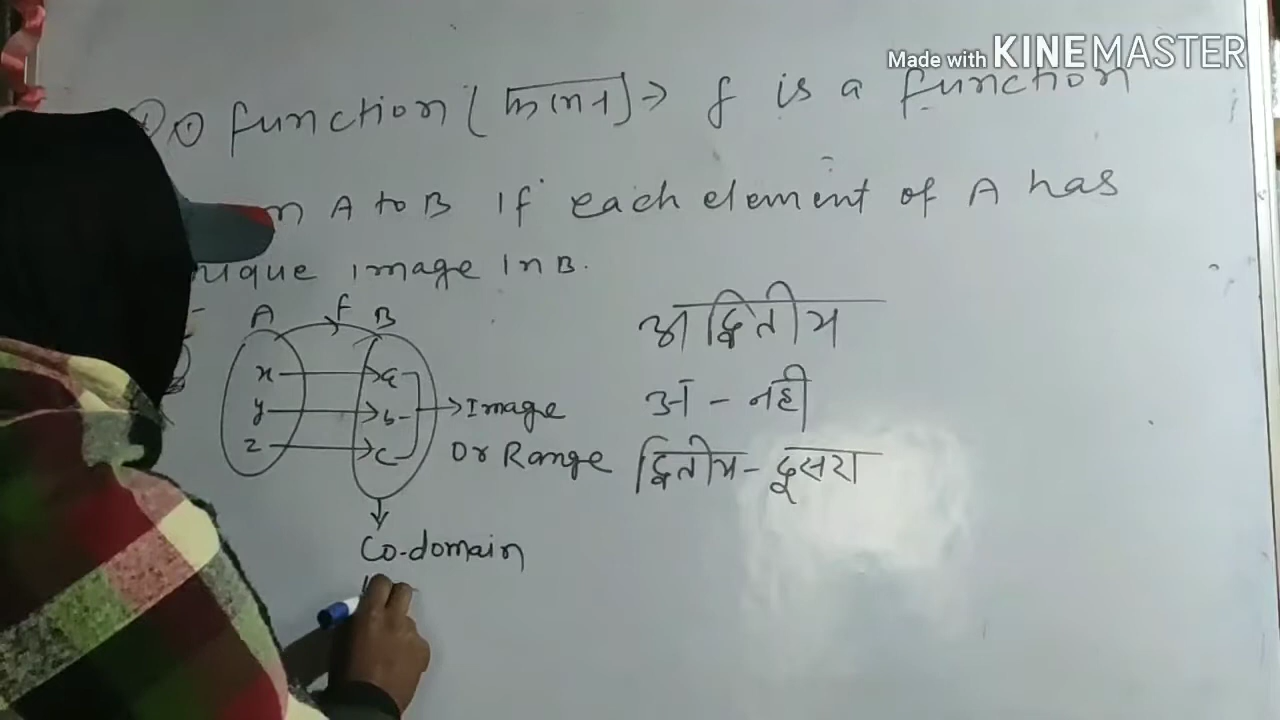 Made with KINEMASTER
function (फलन) → f is a function
A to B If each element of A has
ique image In B.
A f B
x a
y b → Image
z c Or Range
Co-domain
अद्वितीय
अ - नही
द्वितीय - दूसरा